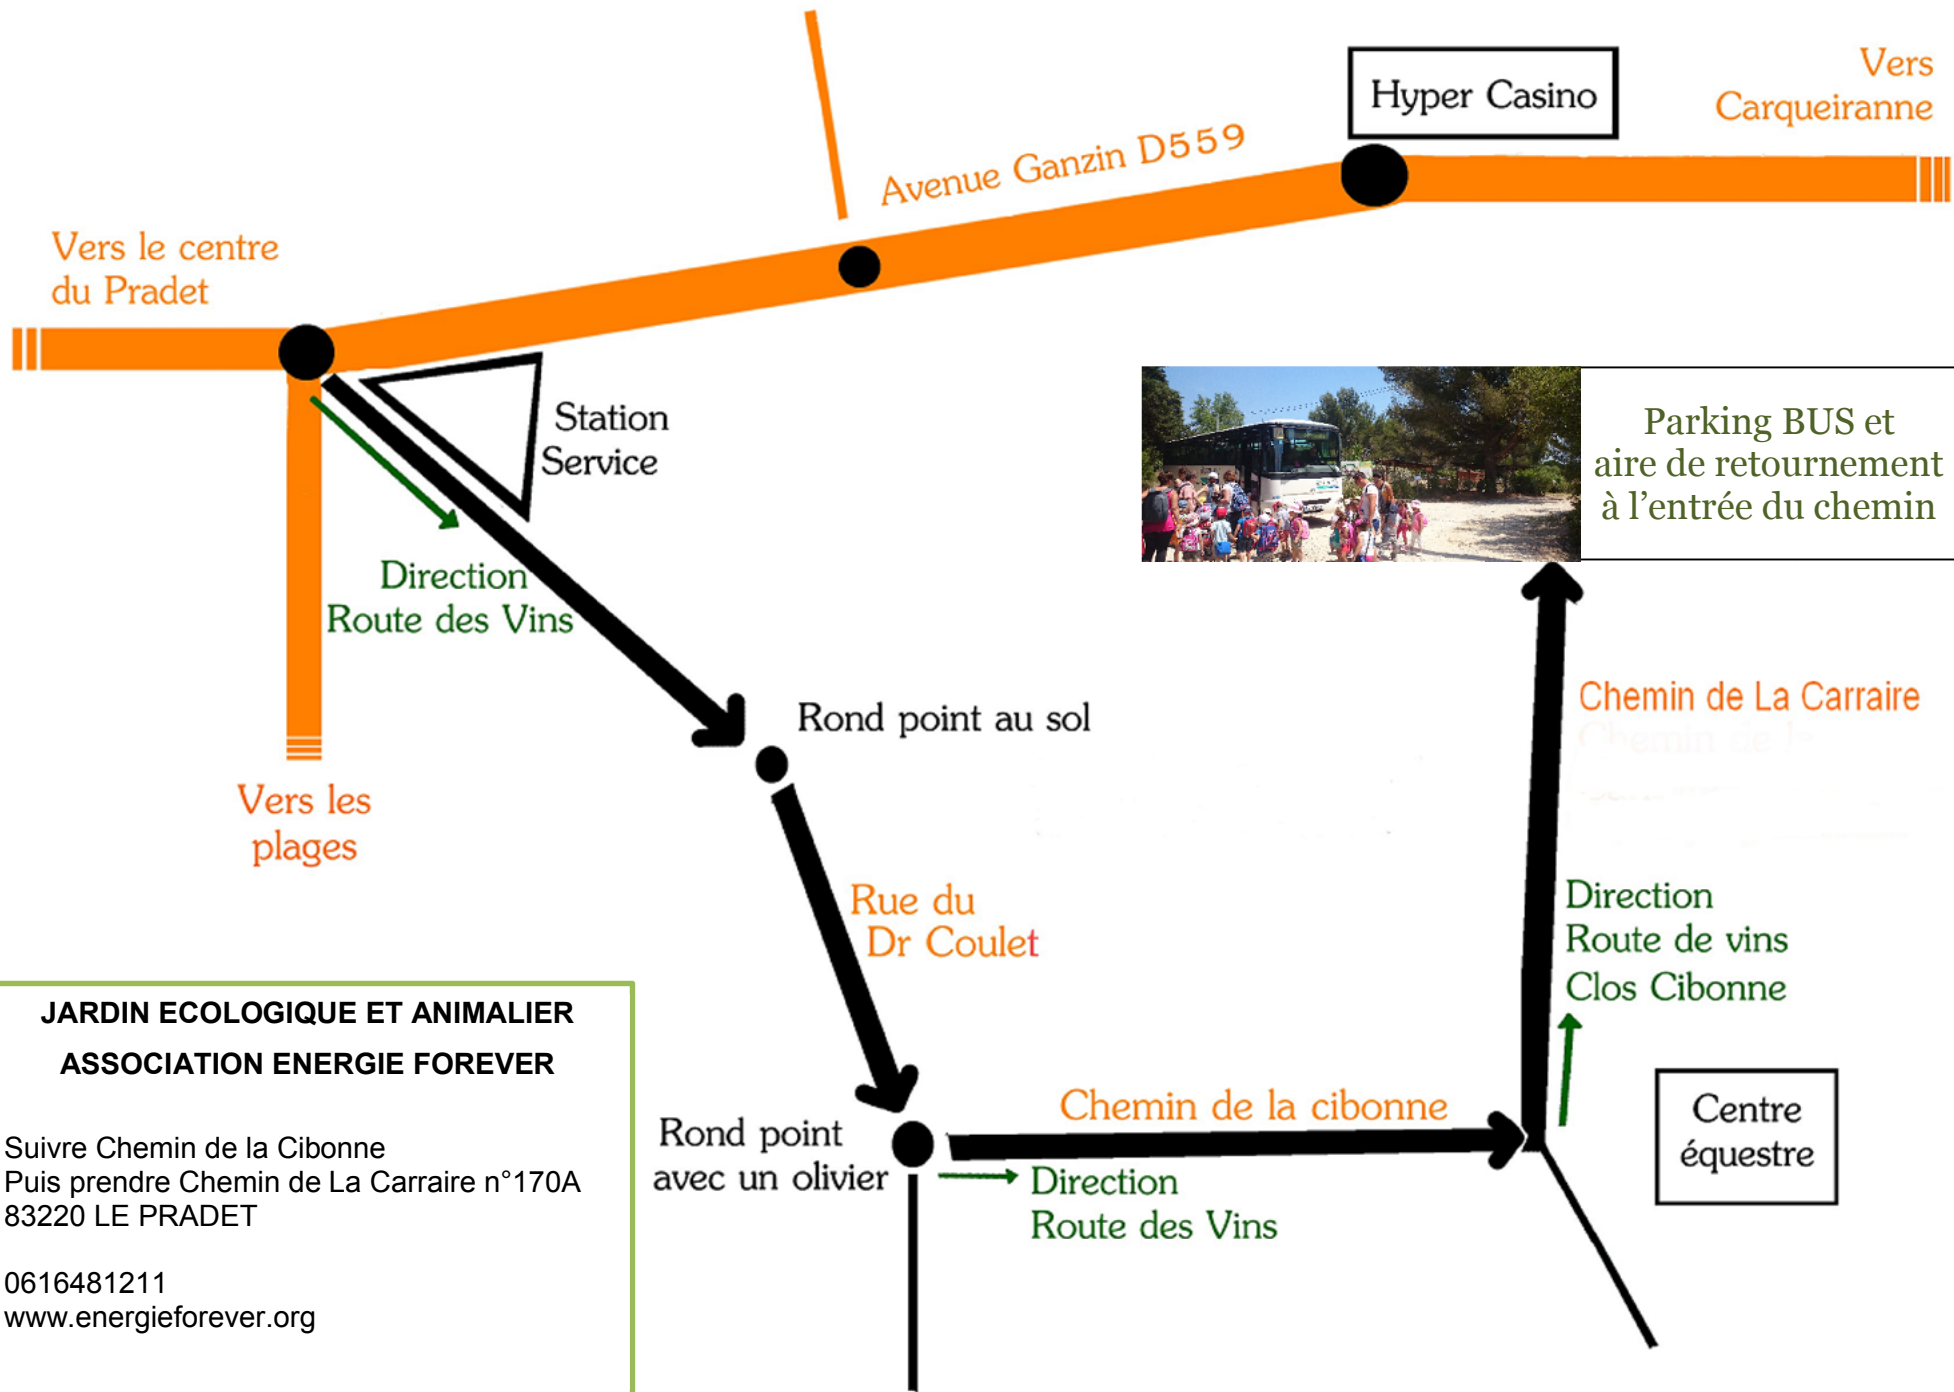 Hyper Casino
Vers
Carqueiranne
Avenue Ganzin D559
Vers le centre
du Pradet
Station
Service
Parking BUS et
aire de retournement
à l'entrée du chemin
Direction
Route des Vins
Rond point au sol
Chemin de La Carraire
Chemin de la
Vers les
plages
Rue du
Dr Coulet
Direction
Route de vins
Clos Cibonne
JARDIN ECOLOGIQUE ET ANIMALIER
ASSOCIATION ENERGIE FOREVER
Suivre Chemin de la Cibonne
Puis prendre Chemin de La Carraire n°170A
83220 LE PRADET
0616481211
www.energieforever.org
Rond point
avec un olivier
Chemin de la cibonne
Direction
Route des Vins
Centre
équestre